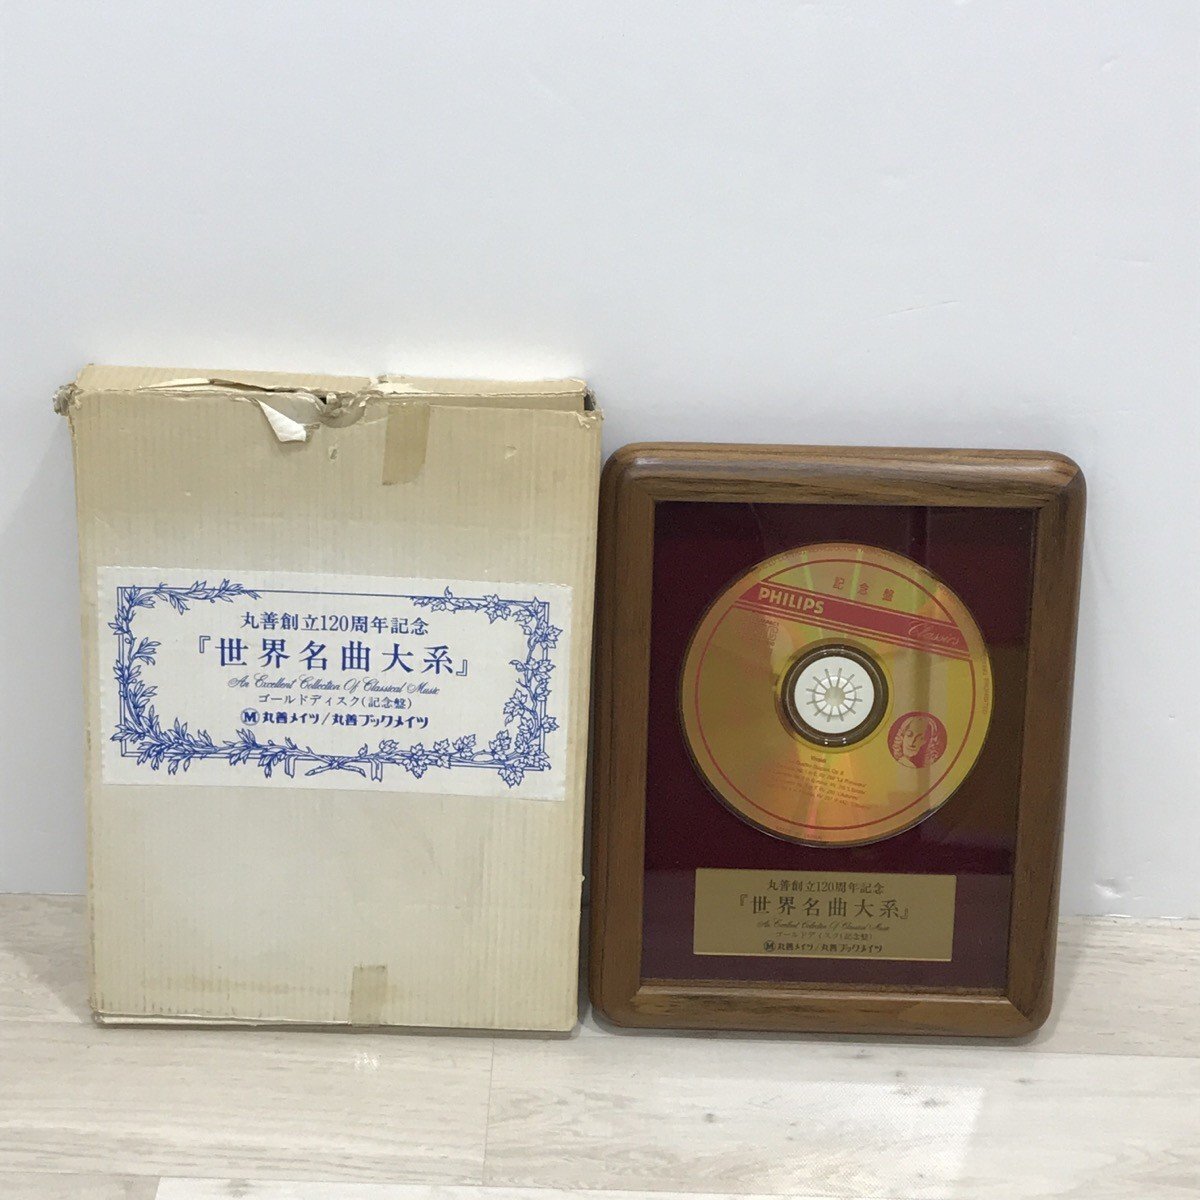 丸善創立120周年記念
『世界名曲大系』
An Excellent Collection Of Classical Music
ゴールドディスク(記念盤)
M 丸善メイツ/丸善ブックメイツ
記念盤
PHILIPS
Classics
Vivaldi
丸善創立120周年記念
『世界名曲大系』
An Excellent Collection Of Classical Music
ゴールドディスク(記念盤)
M 丸善メイツ/丸善ブックメイツ